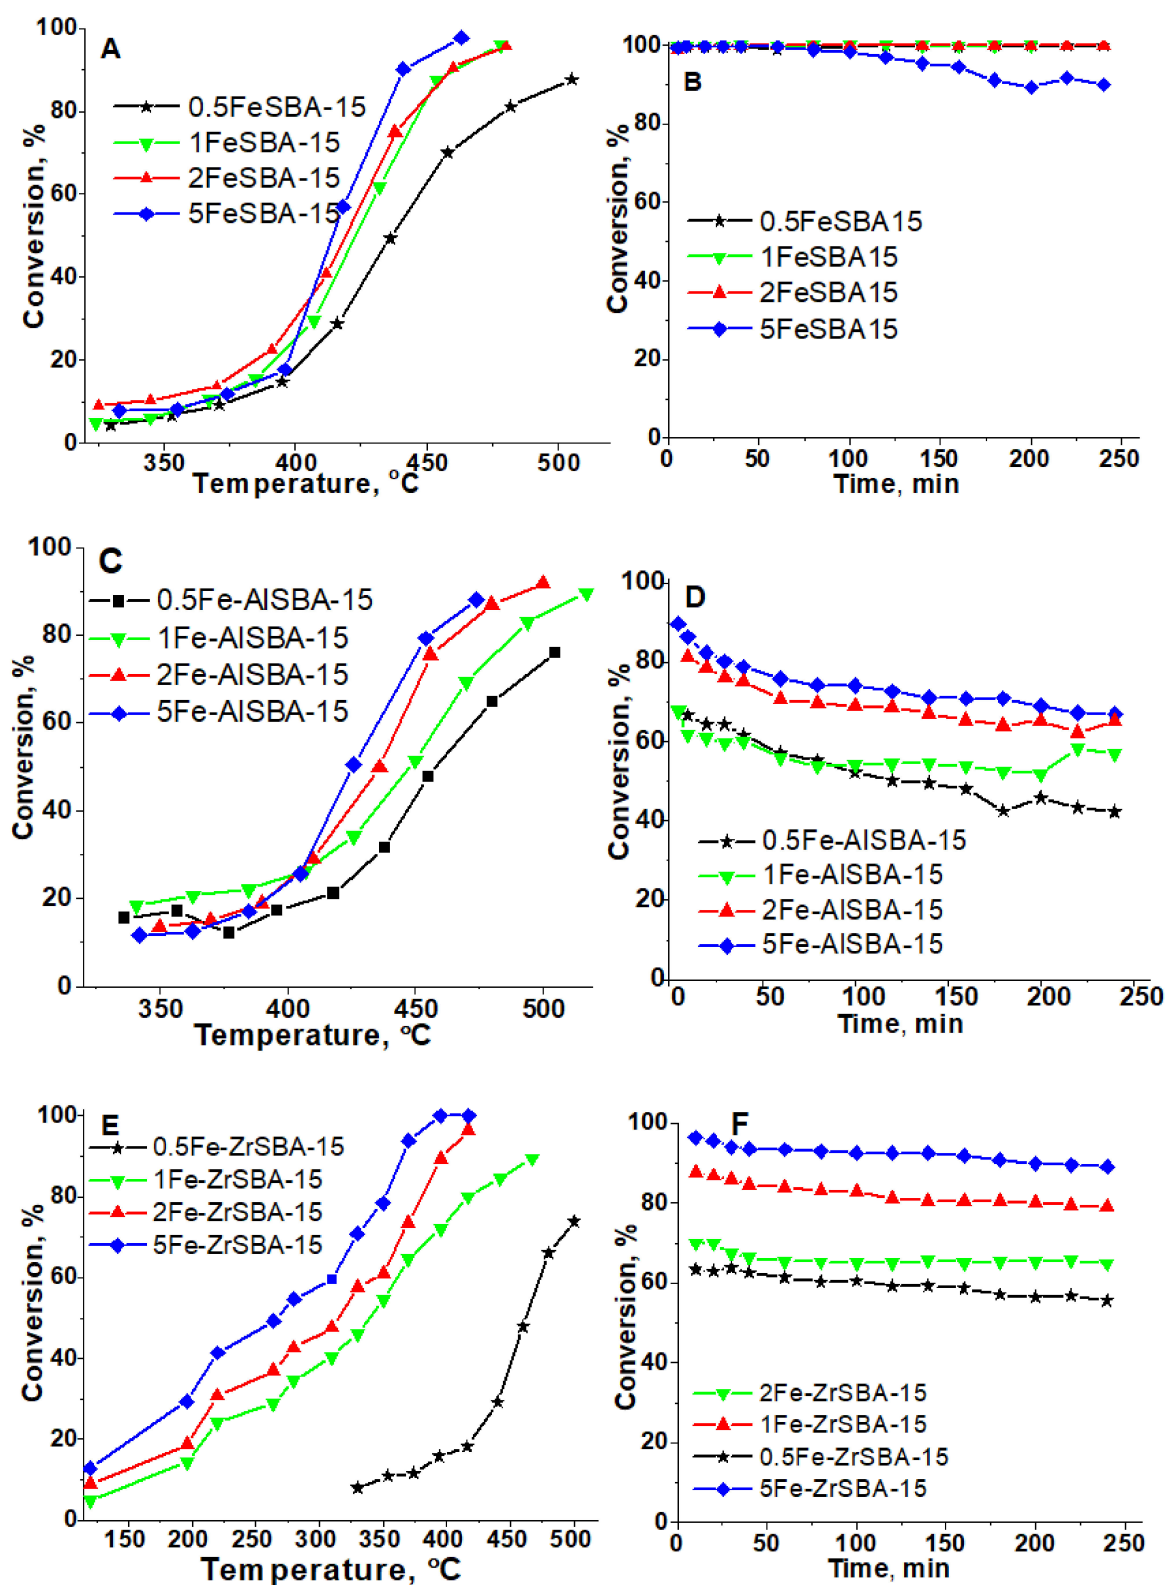 A
100
80
60
40
20
0
Conversion, %
0.5FeSBA-15
1FeSBA-15
2FeSBA-15
5FeSBA-15
350 400 450 500
Temperature, °C
B
100
80
60
40
20
0
Conversion, %
0.5FeSBA15
1FeSBA15
2FeSBA15
5FeSBA15
0 50 100 150 200 250
Time, min
C
100
80
60
40
20
0
Conversion, %
0.5Fe-AlSBA-15
1Fe-AlSBA-15
2Fe-AlSBA-15
5Fe-AlSBA-15
350 400 450 500
Temperature, °C
D
100
80
60
40
20
0
Conversion, %
0.5Fe-AlSBA-15
1Fe-AlSBA-15
2Fe-AlSBA-15
5Fe-AlSBA-15
0 50 100 150 200 250
Time, min
E
100
80
60
40
20
0
Conversion, %
0.5Fe-ZrSBA-15
1Fe-ZrSBA-15
2Fe-ZrSBA-15
5Fe-ZrSBA-15
150 200 250 300 350 400 450 500
Temperature, °C
F
100
80
60
40
20
0
Conversion, %
2Fe-ZrSBA-15
1Fe-ZrSBA-15
0.5Fe-ZrSBA-15
5Fe-ZrSBA-15
0 50 100 150 200 250
Time, min